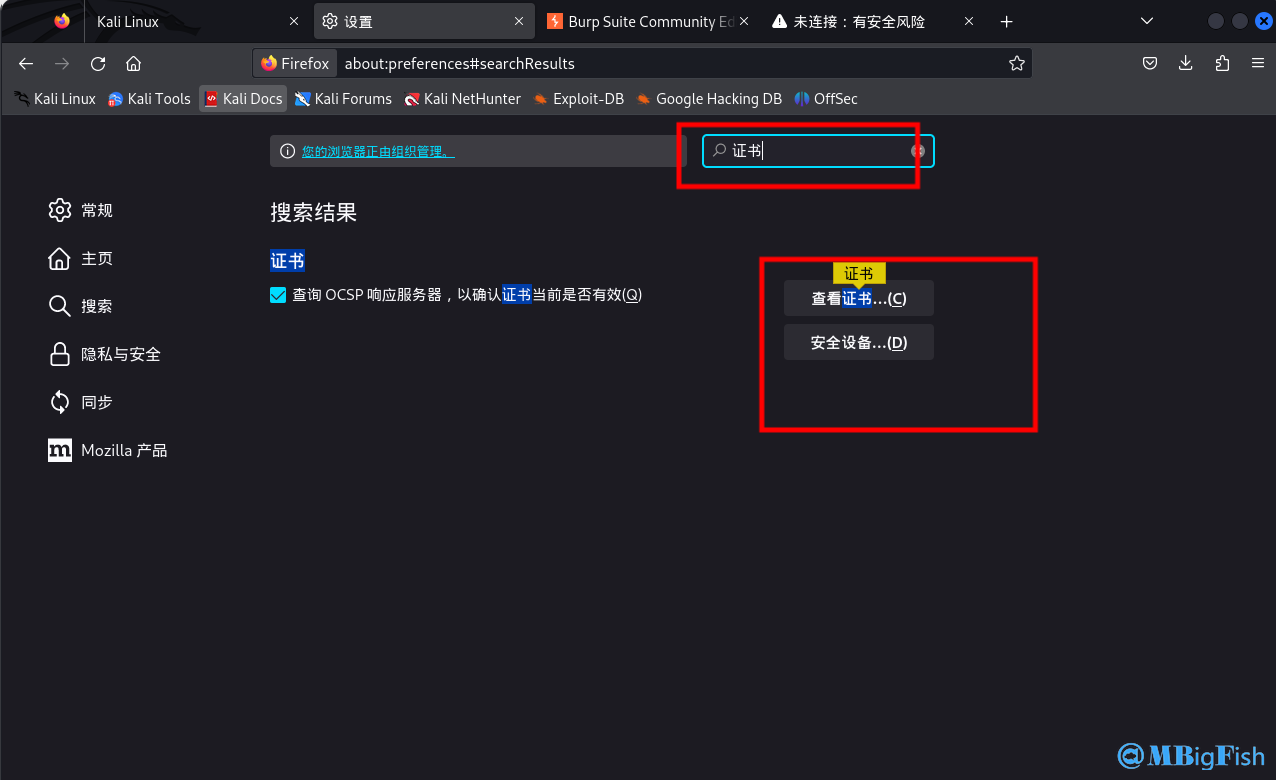 Kali Linux
设置
Burp Suite Community Ed
未连接：有安全风险
Firefox
about:preferences#searchResults
Kali Linux
Kali Tools
Kali Docs
Kali Forums
Kali NetHunter
Exploit-DB
Google Hacking DB
OffSec
您的浏览器正由组织管理。
证书
常规
主页
搜索
隐私与安全
同步
Mozilla 产品
搜索结果
证书
查询 OCSP 响应服务器，以确认证书当前是否有效(Q)
证书
查看证书...(C)
安全设备...(D)
@MBigFish